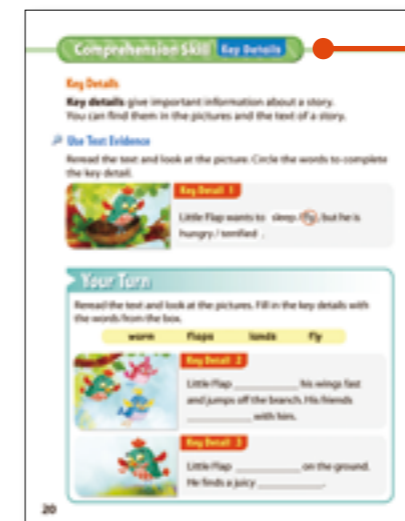 Comprehension Skill Key Details
Key Details
Key details give important information about a story.
You can find them in the pictures and the text of a story.
Use Text Evidence
Reread the text and look at the picture. Circle the words to complete
the key detail.
Key Detail 1
Little Flap wants to sleep / fly, but he is
hungry / terrified .
Your Turn
Reread the text and look at the pictures. Fill in the key details with
the words from the box.
worm flaps lands fly
Key Detail 2
Little Flap ____________ his wings fast
and jumps off the branch. His friends
____________ with him.
Key Detail 3
Little Flap ____________ on the ground.
He finds a juicy ____________.
20